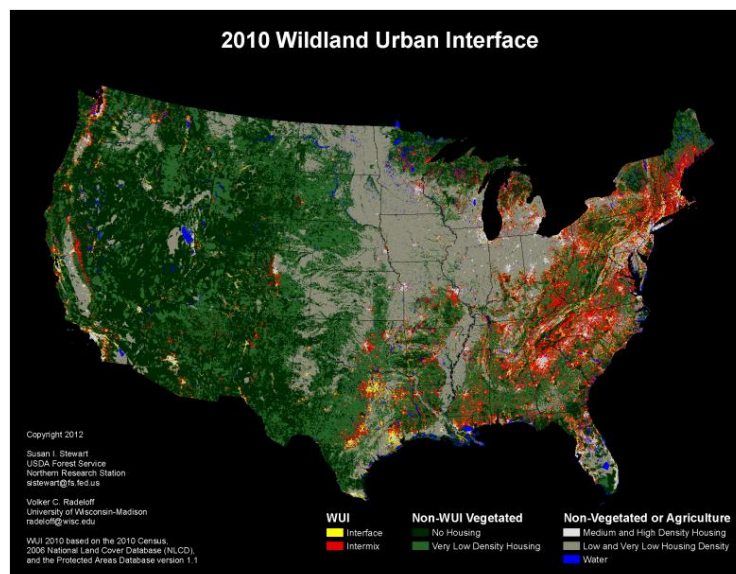 2010 Wildland Urban Interface
Copyright 2012
Susan I. Stewart
USDA Forest Service
Northern Research Station
sistewart@fs.fed.us
Volker C. Radeloff
University of Wisconsin-Madison
radeloff@wisc.edu
WUI 2010 based on the 2010 Census,
2006 National Land Cover Database (NLCD),
and the Protected Areas Database version 1.1
WUI
Interface
Intermix
Non-WUI Vegetated
No Housing
Very Low Density Housing
Non-Vegetated or Agriculture
Medium and High Density Housing
Low and Very Low Housing Density
Water